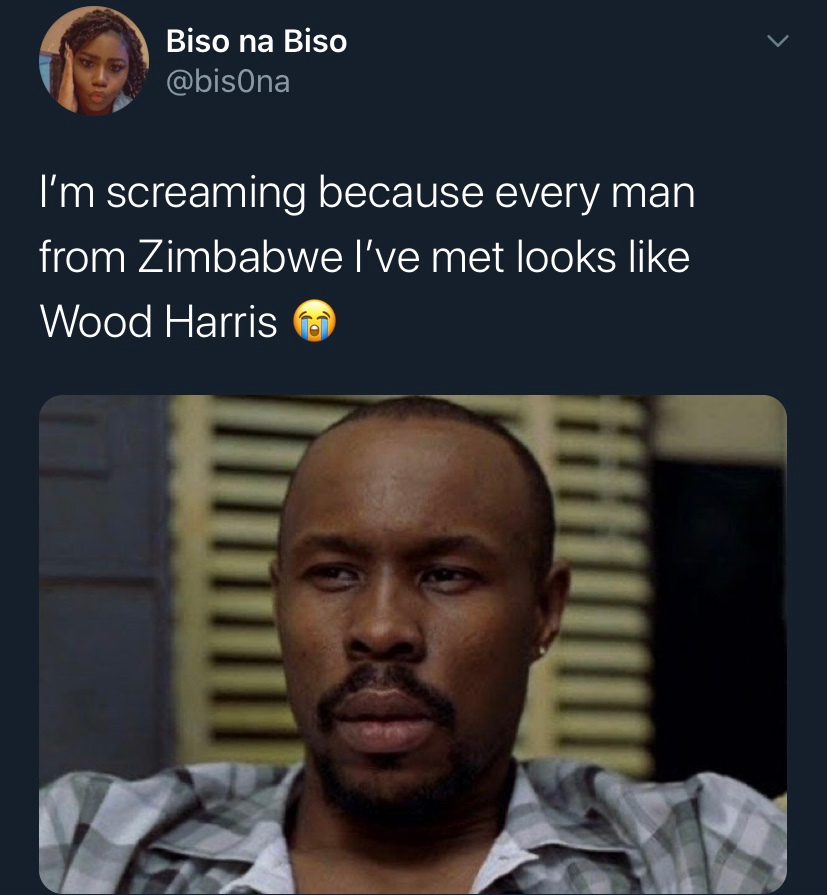 Biso na Biso
@bis0na
I’m screaming because every man
from Zimbabwe I’ve met looks like
Wood Harris 😭